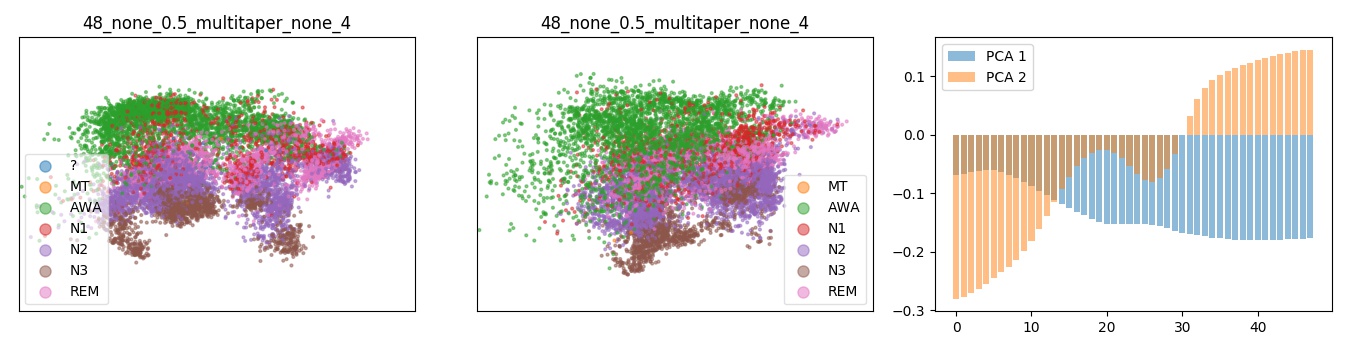 48_none_0.5_multitaper_none_4
?
MT
AWA
N1
N2
N3
REM
48_none_0.5_multitaper_none_4
MT
AWA
N1
N2
N3
REM
PCA 1
PCA 2
0.1
0.0
−0.1
−0.2
−0.3
0 10 20 30 40